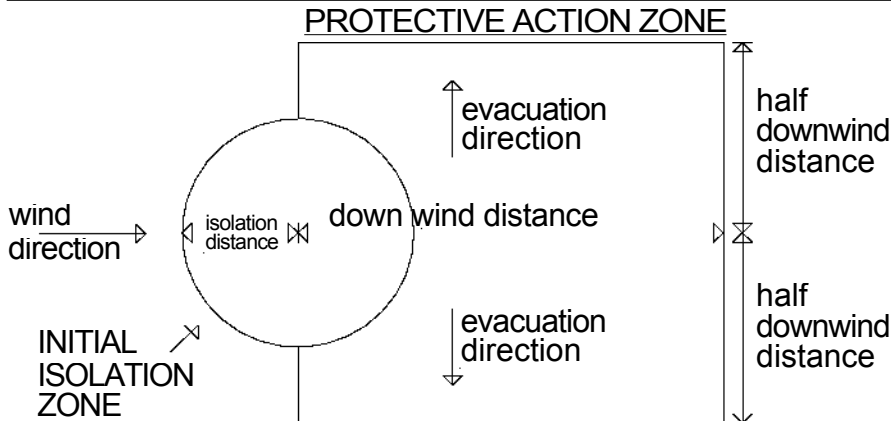 PROTECTIVE ACTION ZONE
evacuation
direction
half
downwind
distance
wind
direction
isolation
distance
down wind distance
evacuation
direction
half
downwind
distance
INITIAL
ISOLATION
ZONE